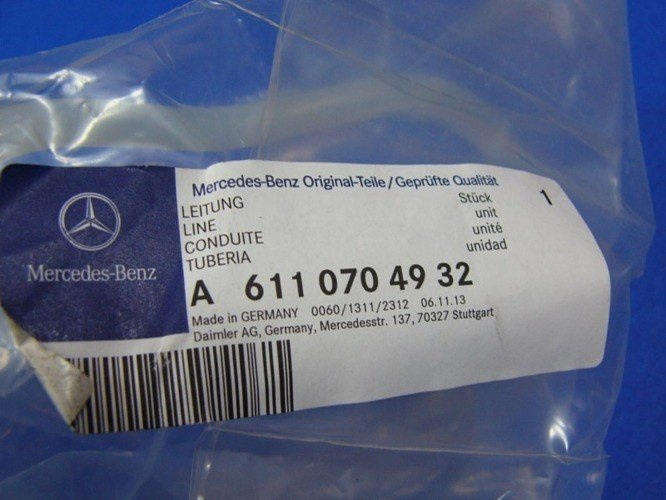 Mercedes-Benz Original-Teile/Geprüfte Qualität
LEITUNG Stück 1
LINE unit
CONDUITE unité
TUBERIA unidad
Mercedes-Benz
A 611 070 49 32
Made in GERMANY 0060/1311/2312 06.11.13
Daimler AG, Germany, Mercedesstr. 137, 70327 Stuttgart